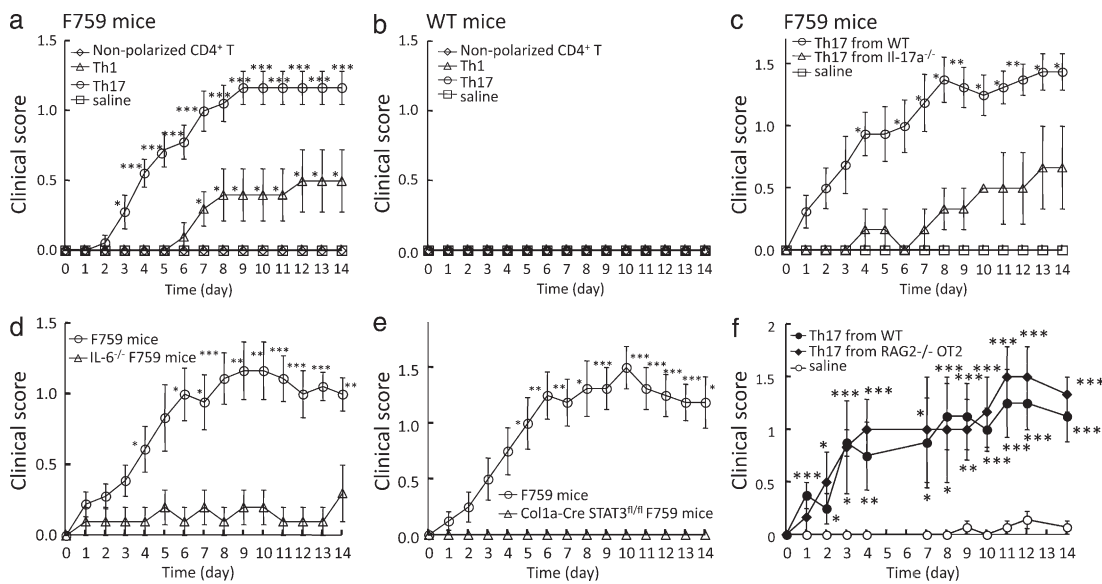 a
F759 mice
Clinical score
1.5
1.0
0.5
0.0
Non-polarized CD4⁺ T
Th1
Th17
saline
* *** *** *** *** *** *** *** *** *** *** *** ***
* * * * * * * *
0 1 2 3 4 5 6 7 8 9 10 11 12 13 14
Time (day)
b
WT mice
Clinical score
1.5
1.0
0.5
0.0
Non-polarized CD4⁺ T
Th1
Th17
saline
0 1 2 3 4 5 6 7 8 9 10 11 12 13 14
Time (day)
c
F759 mice
Clinical score
1.5
1.0
0.5
0.0
Th17 from WT
Th17 from Il-17a⁻/⁻
saline
* * * * ** * * ** * *
0 1 2 3 4 5 6 7 8 9 10 11 12 13 14
Time (day)
d
Clinical score
1.5
1.0
0.5
0.0
F759 mice
IL-6⁻/⁻ F759 mice
* * * *** ** ** *** *** *** **
0 1 2 3 4 5 6 7 8 9 10 11 12 13 14
Time (day)
e
Clinical score
1.5
1.0
0.5
0.0
* ** ** * *** *** *** *** *** *
F759 mice
Col1a-Cre STAT3fl/fl F759 mice
0 1 2 3 4 5 6 7 8 9 10 11 12 13 14
Time (day)
f
Clinical score
2
1.5
1
0.5
0
Th17 from WT
Th17 from RAG2-/- OT2
saline
*** * *** *** * *** *** *** *** *** ***
* * ** * * ** *** *** *** ***
0 1 2 3 4 7 8 9 10 11 12 14
Time (day)